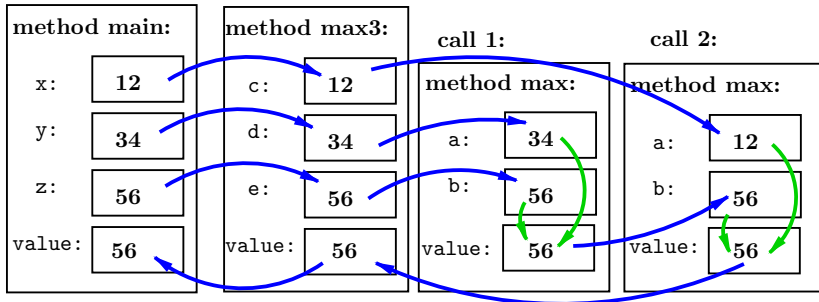 method main:
x: 12
y: 34
z: 56
value: 56
method max3:
c: 12
d: 34
e: 56
value: 56
call 1:
method max:
a: 34
b: 56
value: 56
call 2:
method max:
a: 12
b: 56
value: 56